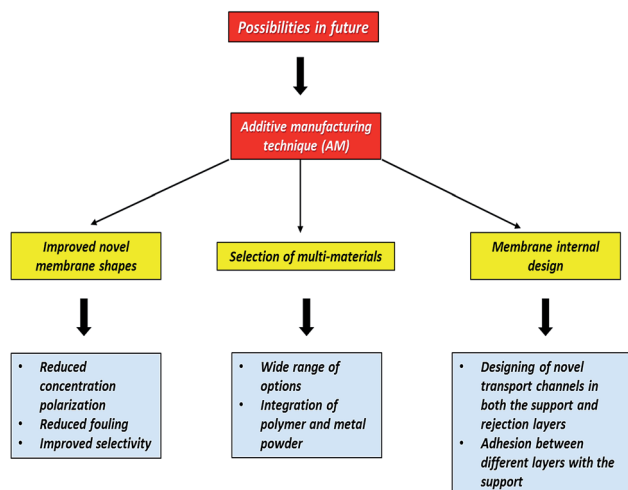 Possibilities in future
Additive manufacturing
technique (AM)
Improved novel
membrane shapes
Selection of multi-materials
Membrane internal
design
• Reduced
concentration
polarization
• Reduced fouling
• Improved selectivity
• Wide range of
options
• Integration of
polymer and metal
powder
• Designing of novel
transport channels in
both the support and
rejection layers
• Adhesion between
different layers with the
support